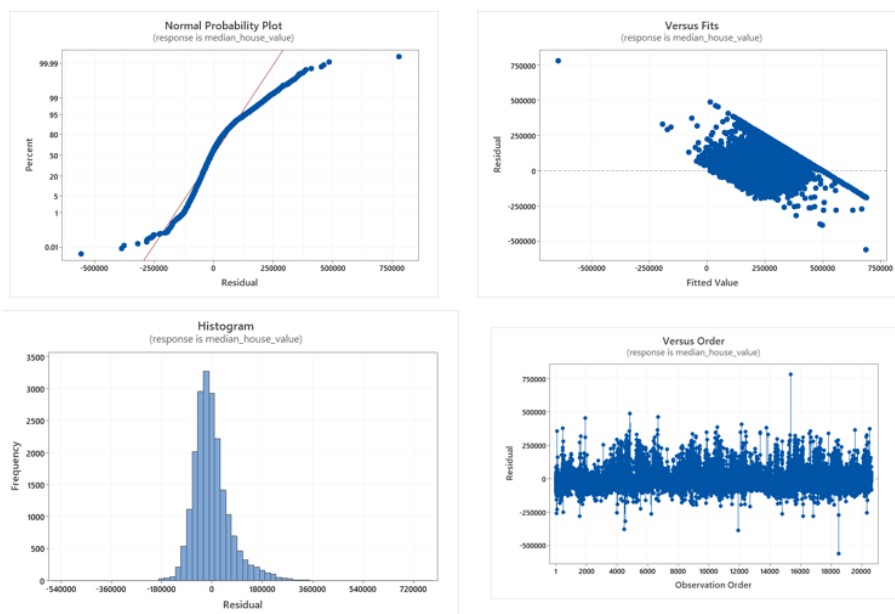 Normal Probability Plot
(response is median_house_value)
99.99
99
95
80
50
20
5
1
0.01
Percent
-500000 -250000 0 250000 500000 750000
Residual
Versus Fits
(response is median_house_value)
750000
500000
250000
0
-250000
-500000
Residual
-500000 -250000 0 250000 500000 750000
Fitted Value
Histogram
(response is median_house_value)
3500
3000
2500
2000
1500
1000
500
0
Frequency
-540000 -360000 -180000 0 180000 360000 540000 720000
Residual
Versus Order
(response is median_house_value)
750000
500000
250000
0
-250000
-500000
Residual
1 2000 4000 6000 8000 10000 12000 14000 16000 18000 20000
Observation Order